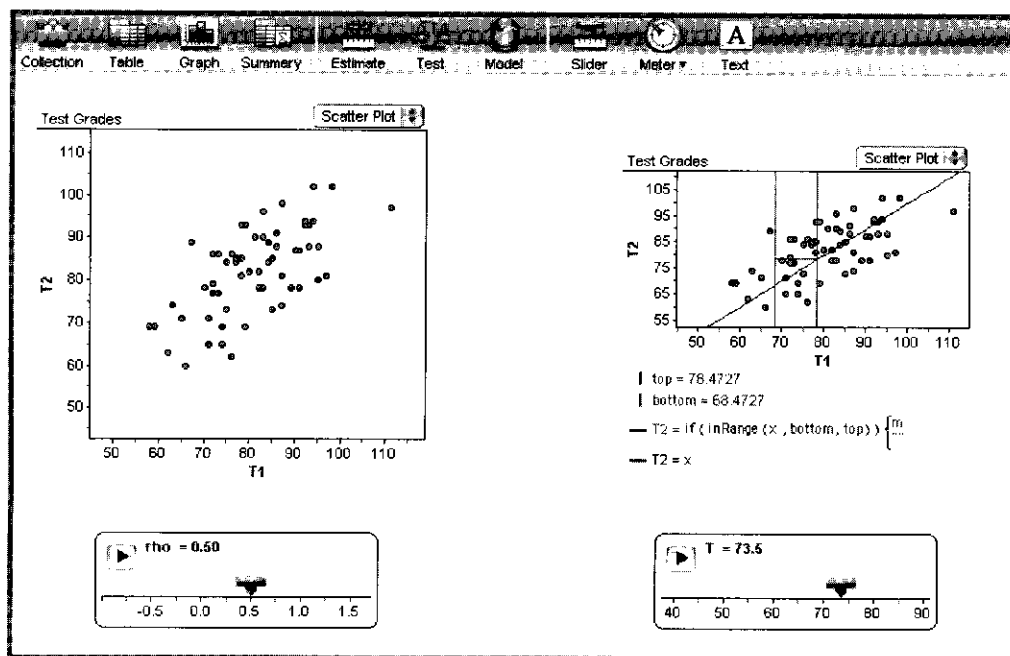 Collection Table Graph Summary Estimate Test Model Slider Meter Text
A
Test Grades
Scatter Plot
110
100
90
80
70
60
50
T2
50 60 70 80 90 100 110
T1
Test Grades
Scatter Plot
105
95
85
75
65
55
T2
50 60 70 80 90 100 110
T1
top = 78.4727
bottom = 68.4727
T2 = if ( inRange ( x , bottom, top) ) { m
....
T2 = x
rho = 0.50
-0.5 0.0 0.5 1.0 1.5
T = 73.5
40 50 60 70 80 90